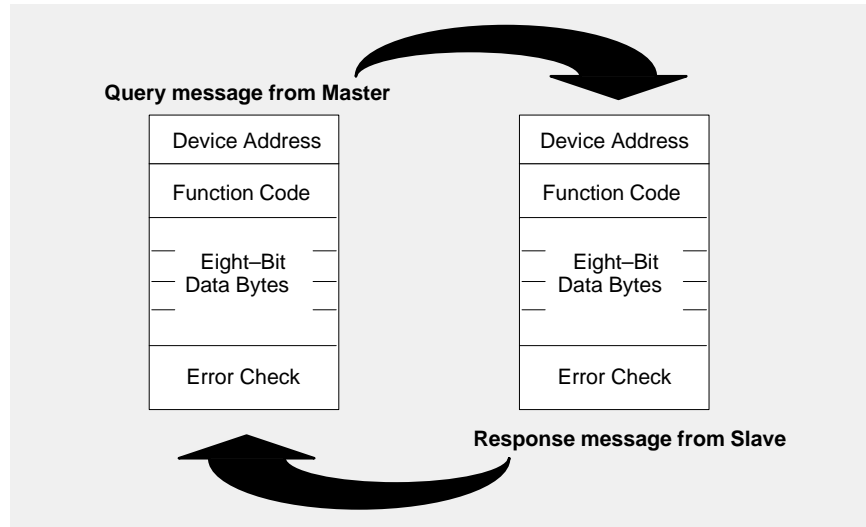 Query message from Master
Device Address
Function Code
Eight–Bit
Data Bytes
Error Check
Device Address
Function Code
Eight–Bit
Data Bytes
Error Check
Response message from Slave